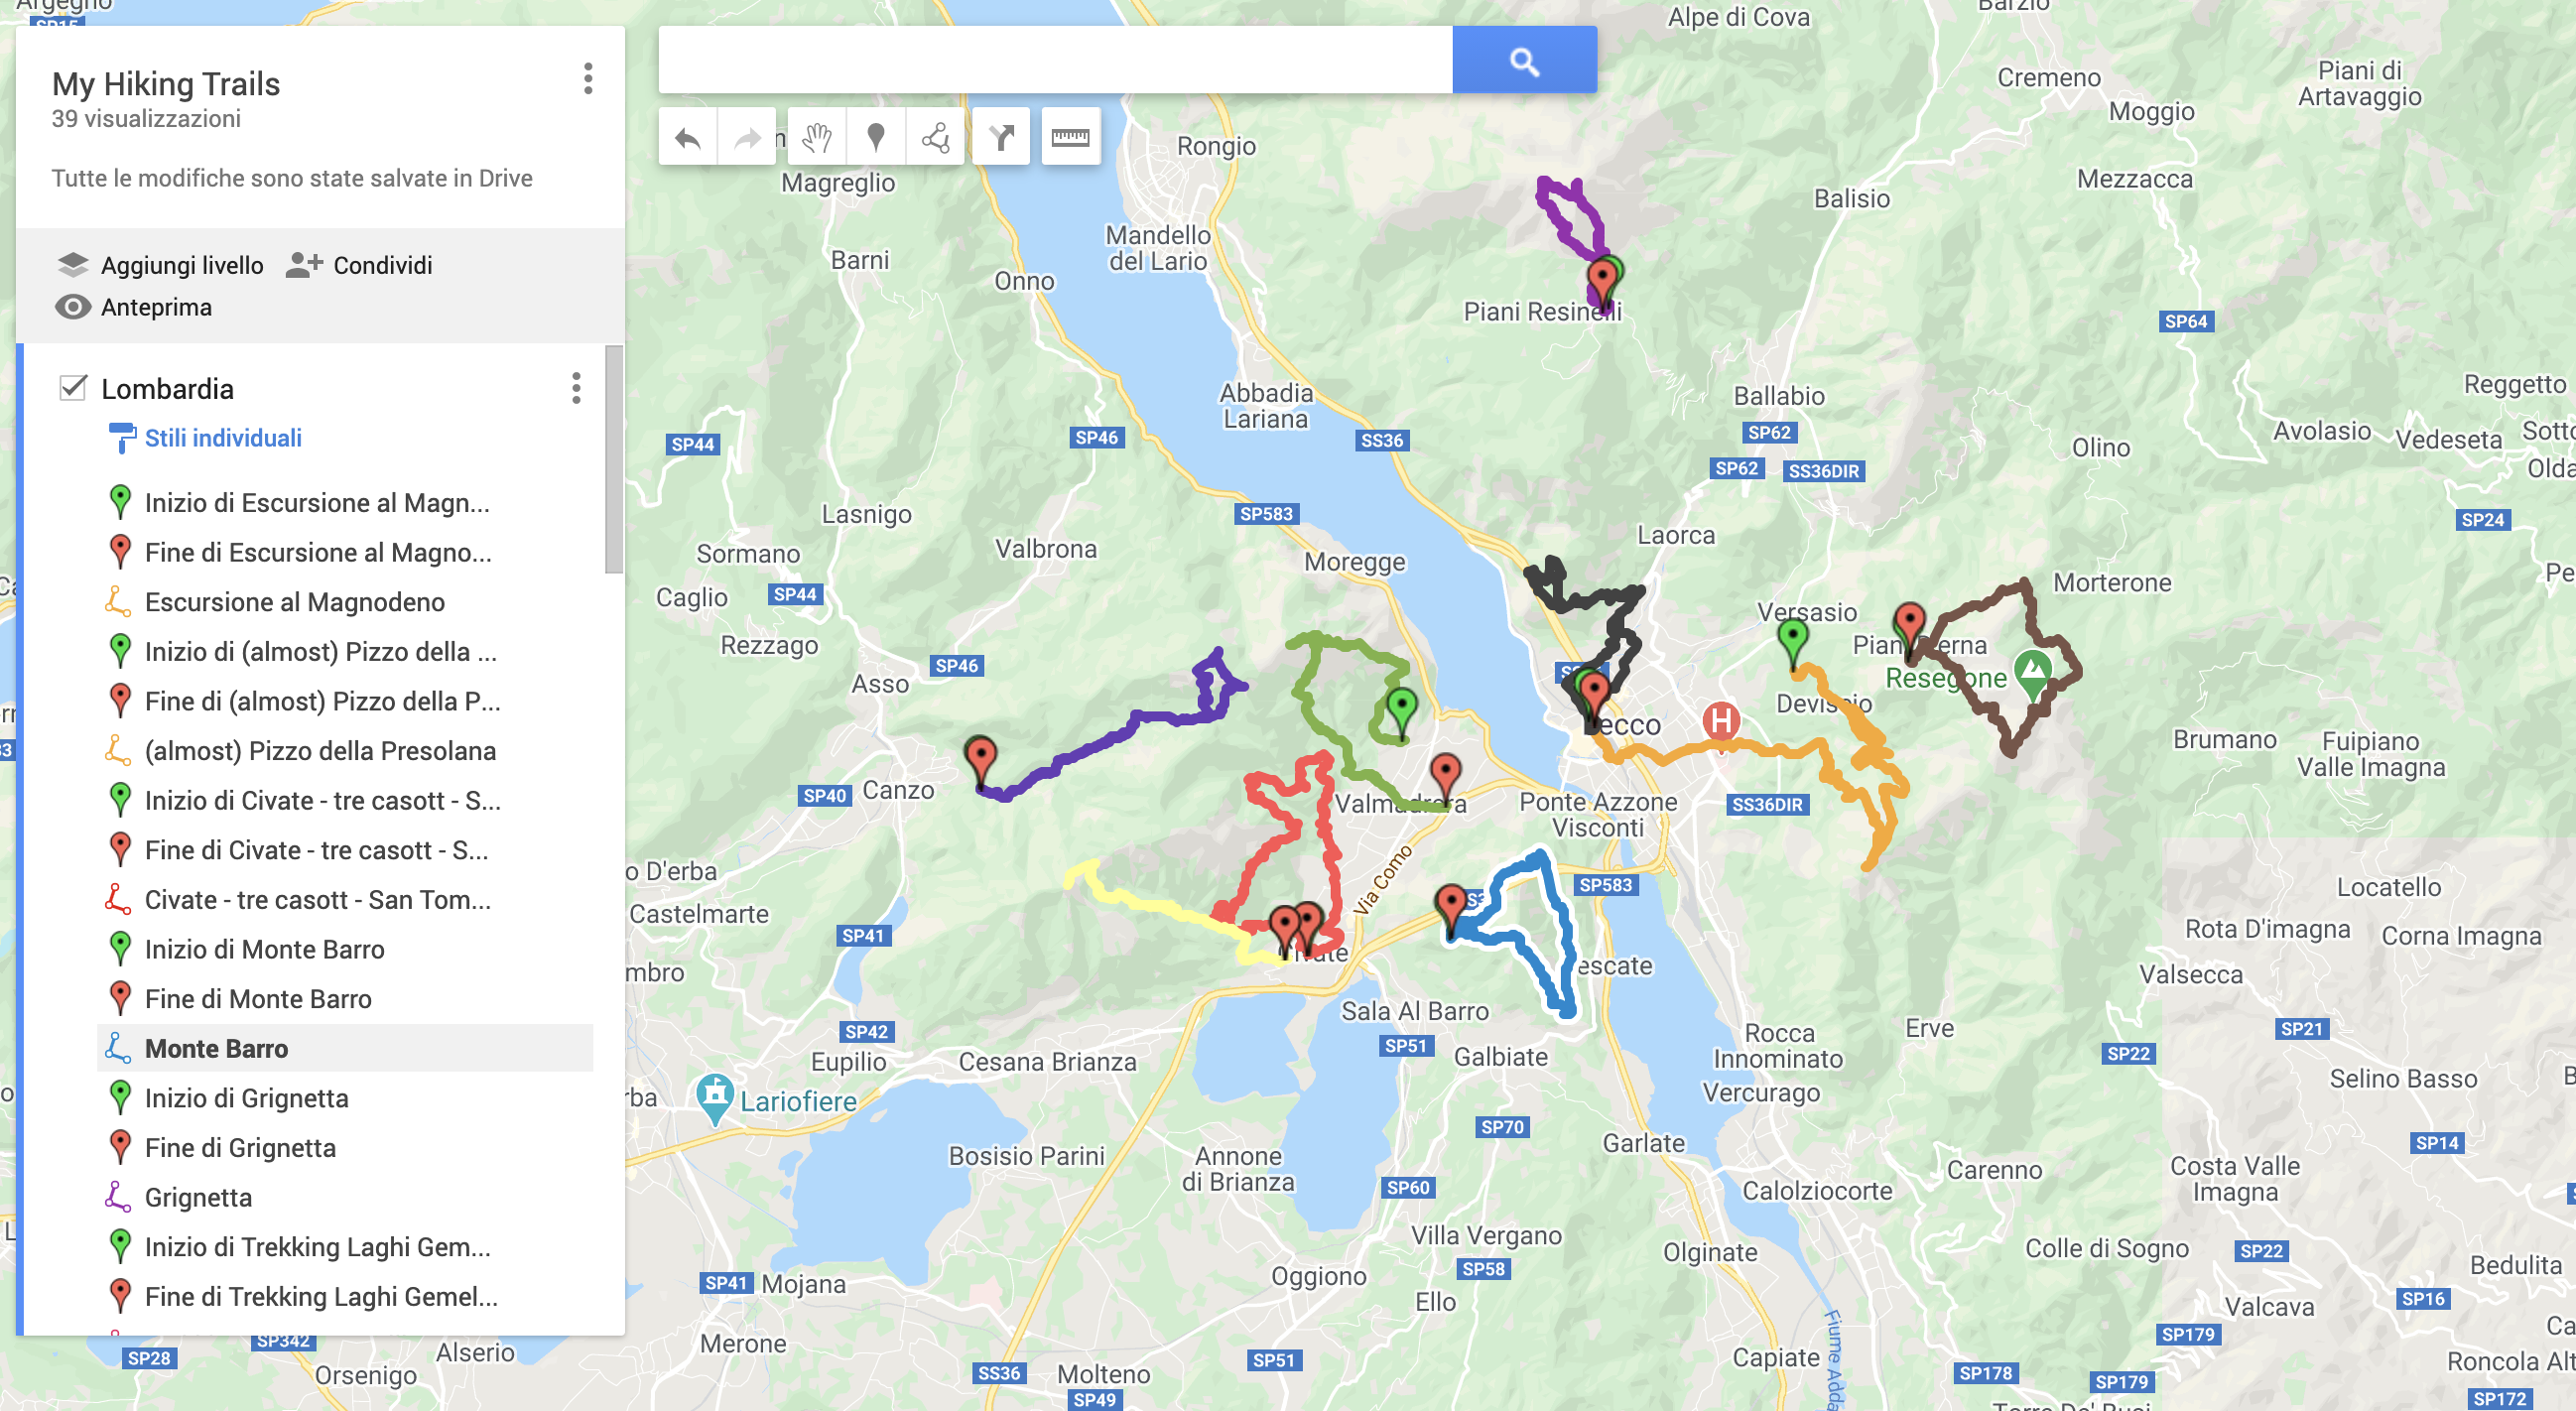 My Hiking Trails
39 visualizzazioni
Tutte le modifiche sono state salvate in Drive
Aggiungi livello
Condividi
Anteprima
Lombardia
Stili individuali
Inizio di Escursione al Magn...
Fine di Escursione al Magno...
Escursione al Magnodeno
Inizio di (almost) Pizzo della ...
Fine di (almost) Pizzo della P...
(almost) Pizzo della Presolana
Inizio di Civate - tre casott - S...
Fine di Civate - tre casott - S...
Civate - tre casott - San Tom...
Inizio di Monte Barro
Fine di Monte Barro
Monte Barro
Inizio di Grignetta
Fine di Grignetta
Grignetta
Inizio di Trekking Laghi Gem...
Fine di Trekking Laghi Gemel...
Argegno
SP15
Alpe di Cova
Barzio
Cremeno
Piani di
Artavaggio
Moggio
Rongio
Magreglio
Mezzacca
Balisio
Mandello
del Lario
Barni
Onno
Piani Resinelli
SP64
Abbadia
Lariana
Ballabio
Reggetto
SP44
SP46
SS36
SP62
Avolasio
Vedeseta
Olino
SP62
SS36DIR
Lasnigo
SP583
SP24
Laorca
Sormano
Valbrona
Moregge
Morterone
Caglio
SP44
Versasio
Rezzago
SP46
Resegone
Asso
Devisio
H
Brumano
Fuipiano
Valle Imagna
SP40
Canzo
Valmadrera
Ponte Azzone
Visconti
SS36DIR
o D'erba
Via Como
SP583
Locatello
Castelmarte
SP41
Rota D'imagna
Corna Imagna
mbro
escate
Valsecca
Sala Al Barro
SP42
SP51
Rocca
Innominato
Erve
SP21
Eupilio
Cesana Brianza
Galbiate
SP22
Selino Basso
Vercurago
rba
Lariofiere
SP70
Garlate
SP14
Bosisio Parini
Annone
di Brianza
Carenno
Costa Valle
Imagna
SP60
Calolziocorte
Villa Vergano
Olginate
Colle di Sogno
SP22
Bedulita
SP41
Mojana
Oggiono
SP58
Ello
SP16
Valcava
Merone
SP179
SP342
SP28
Alserio
Orsenigo
SS36
Molteno
SP51
Capiate
Fiume Adda
SP178
SP179
Roncola Alt
SP49
SP172